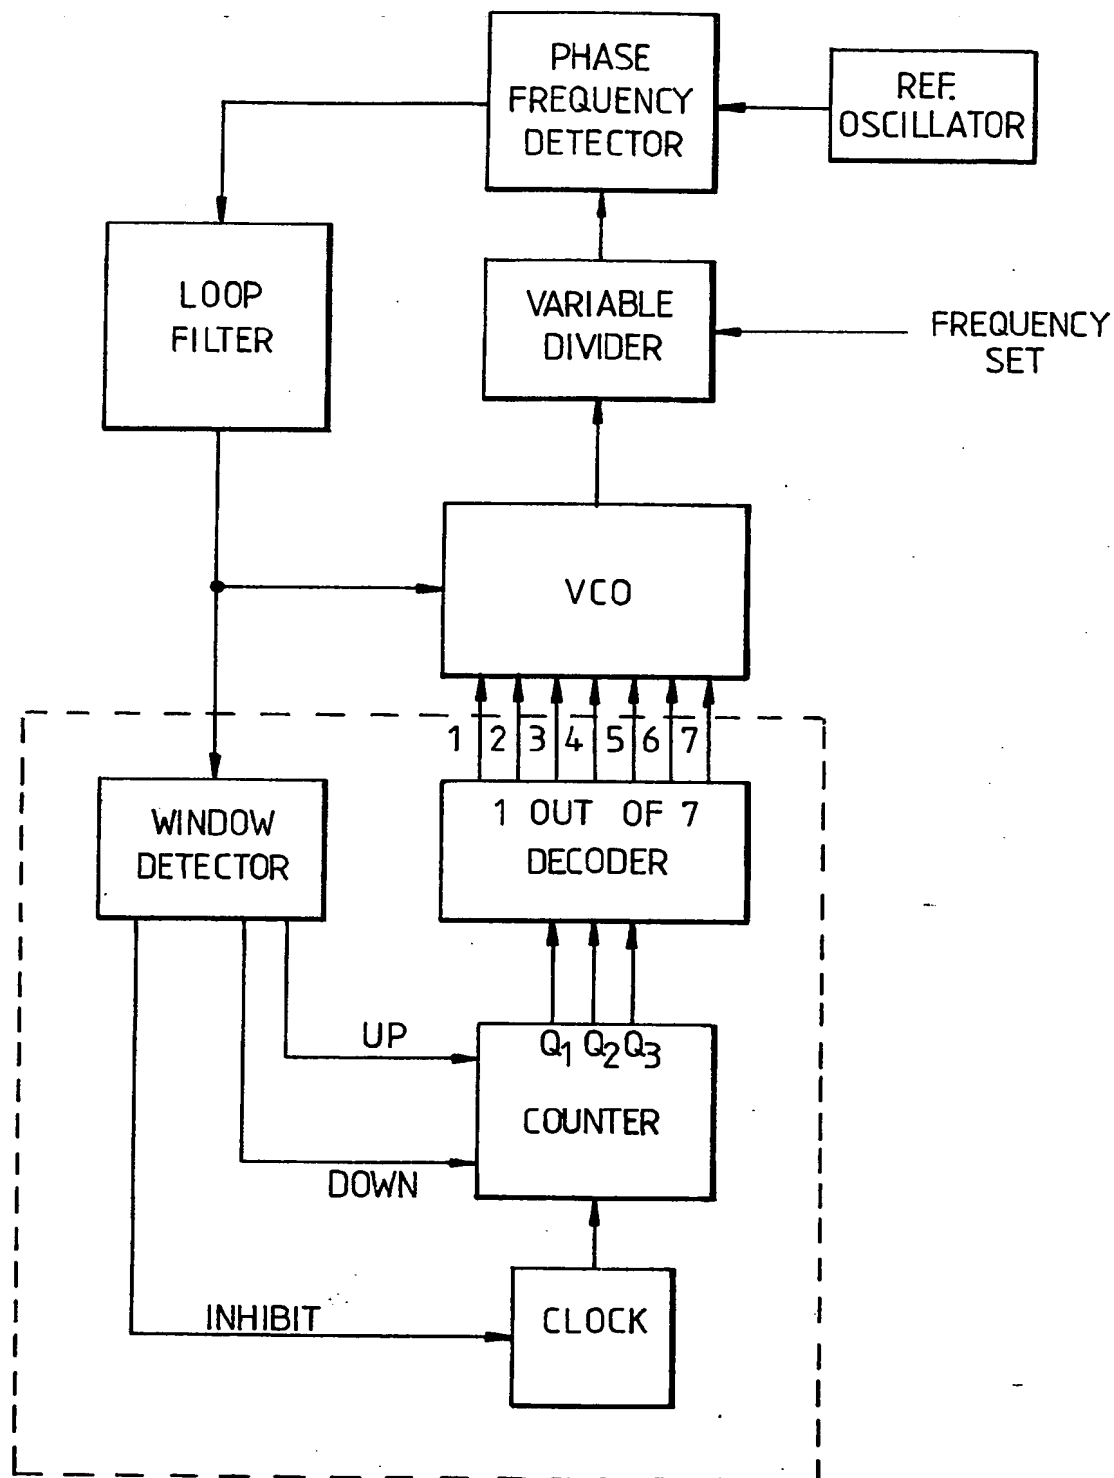 PHASE
FREQUENCY
DETECTOR
REF.
OSCILLATOR
LOOP
FILTER
VARIABLE
DIVIDER
FREQUENCY
SET
VCO
1 2 3 4 5 6 7
WINDOW
DETECTOR
1 OUT OF 7
DECODER
UP
Q1 Q2 Q3
COUNTER
DOWN
INHIBIT
CLOCK